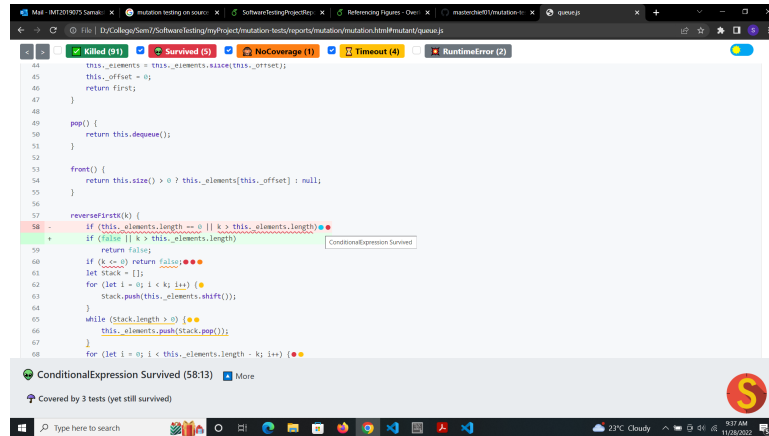 Mail - IMT2019075 Samaks
mutation testing on source
SoftwareTestingProjectRep
Referencing Figures - Overl
masterchief01/mutation-te
queue.js
File | D:/College/Sem7/SoftwareTesting/myProject/mutation-tests/reports/mutation/mutation.html#mutant/queue.js
< > Killed (91) Survived (5) NoCoverage (1) Timeout (4) RuntimeError (2)
44 this._elements = this._elements.slice(this._offset);
45 this._offset = 0;
46 return first;
47 }
48
49 pop() {
50 return this.dequeue();
51 }
52
53 front() {
54 return this.size() > 0 ? this._elements[this._offset] : null;
55 }
56
57 reverseFirstK(k) {
58 - if (this._elements.length == 0 || k > this._elements.length)
+ if (false || k > this._elements.length)
ConditionalExpression Survived
59 return false;
60 if (k <= 0) return false;
61 let Stack = [];
62 for (let i = 0; i < k; i++) {
63 Stack.push(this._elements.shift());
64 }
65 while (Stack.length > 0) {
66 this._elements.push(Stack.pop());
67 }
68 for (let i = 0; i < this._elements.length - k; i++) {
ConditionalExpression Survived (58:13) More
Covered by 3 tests (yet still survived)
S
Type here to search
23°C Cloudy
9:37 AM
11/28/2022